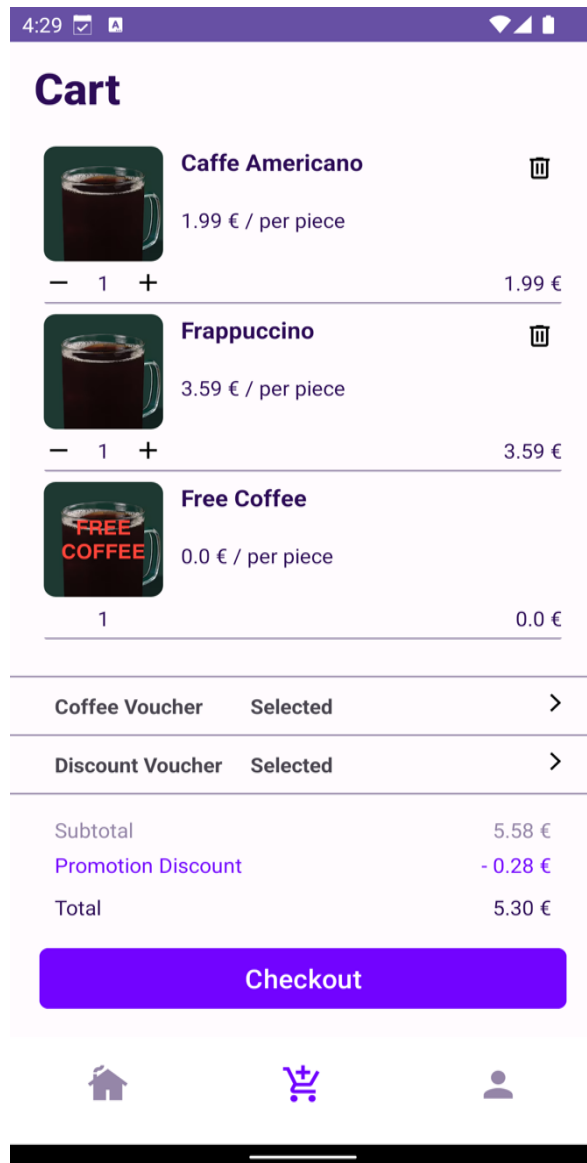 4:29
Cart
Caffe Americano
1.99 € / per piece
1
1.99 €
Frappuccino
3.59 € / per piece
1
3.59 €
FREE
COFFEE
Free Coffee
0.0 € / per piece
1
0.0 €
Coffee Voucher Selected
Discount Voucher Selected
Subtotal 5.58 €
Promotion Discount - 0.28 €
Total 5.30 €
Checkout